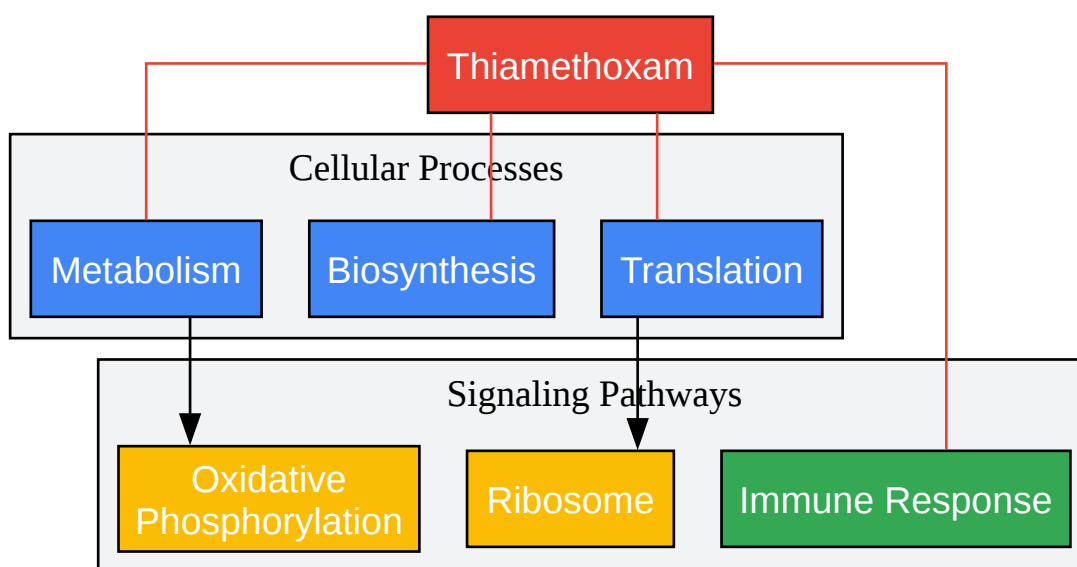 Thiamethoxam
Cellular Processes
Metabolism
Biosynthesis
Translation
Signaling Pathways
Oxidative
Phosphorylation
Ribosome
Immune Response